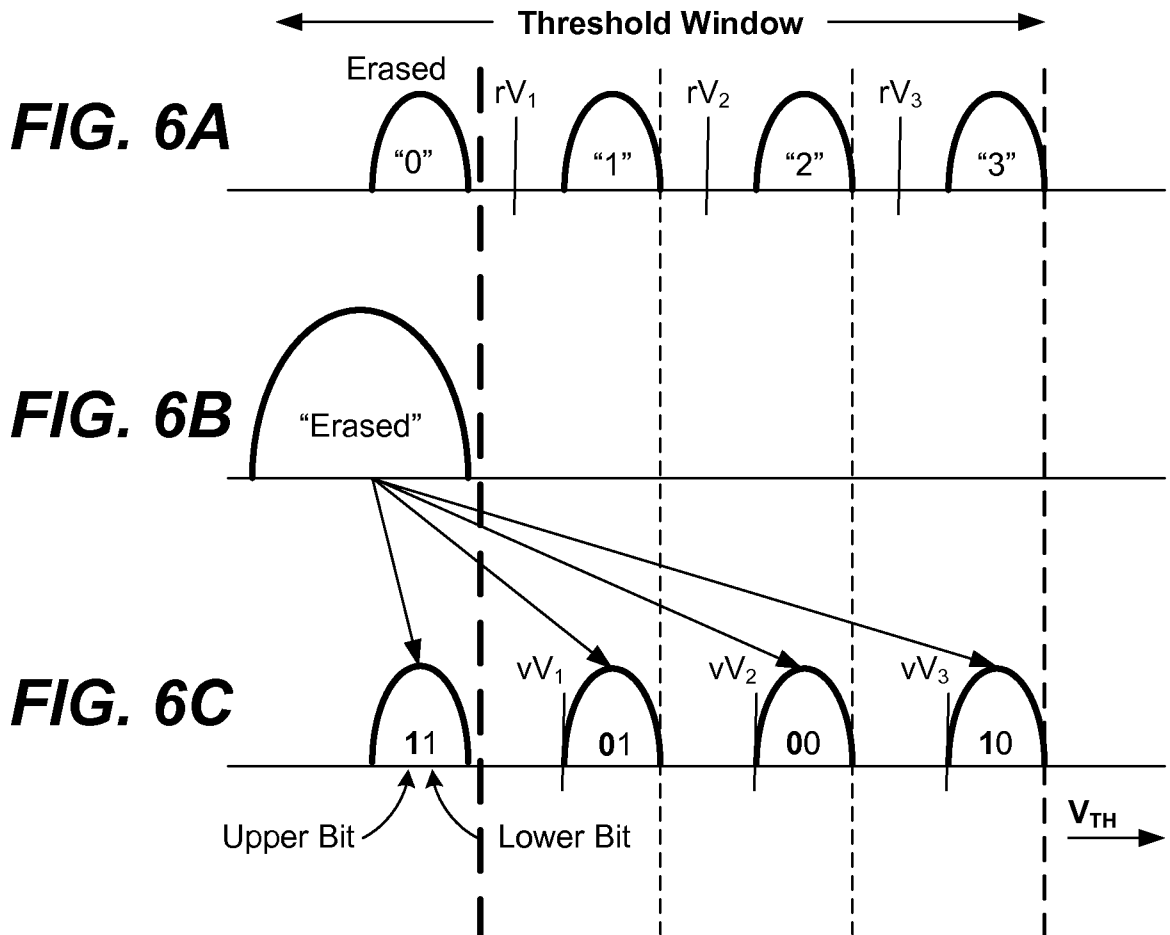 Threshold Window
Erased
rV1 rV2 rV3
FIG. 6A
“0” “1” “2” “3”
FIG. 6B
“Erased”
vV1 vV2 vV3
FIG. 6C
11 01 00 10
Upper Bit Lower Bit
VTH